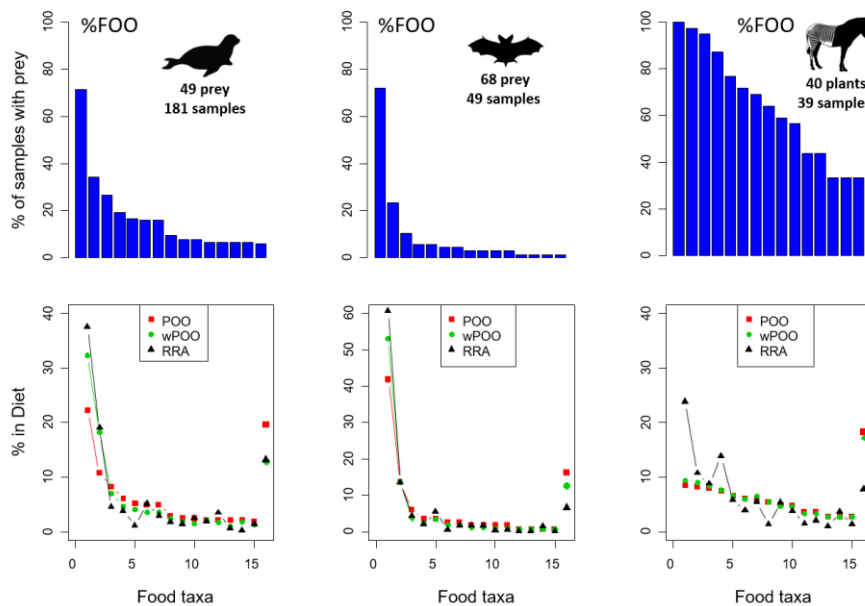 %FOO
49 prey
181 samples
% of samples with prey
100
80
60
40
20
0
%FOO
68 prey
49 samples
100
80
60
40
20
0
%FOO
40 plants
39 sample
100
80
60
40
20
0
POO
wPOO
RRA
% in Diet
40
30
20
10
0
0 5 10 15
Food taxa
POO
wPOO
RRA
60
50
40
30
20
10
0
0 5 10 15
Food taxa
POO
wPOO
RRA
40
30
20
10
0
0 5 10 15
Food taxa